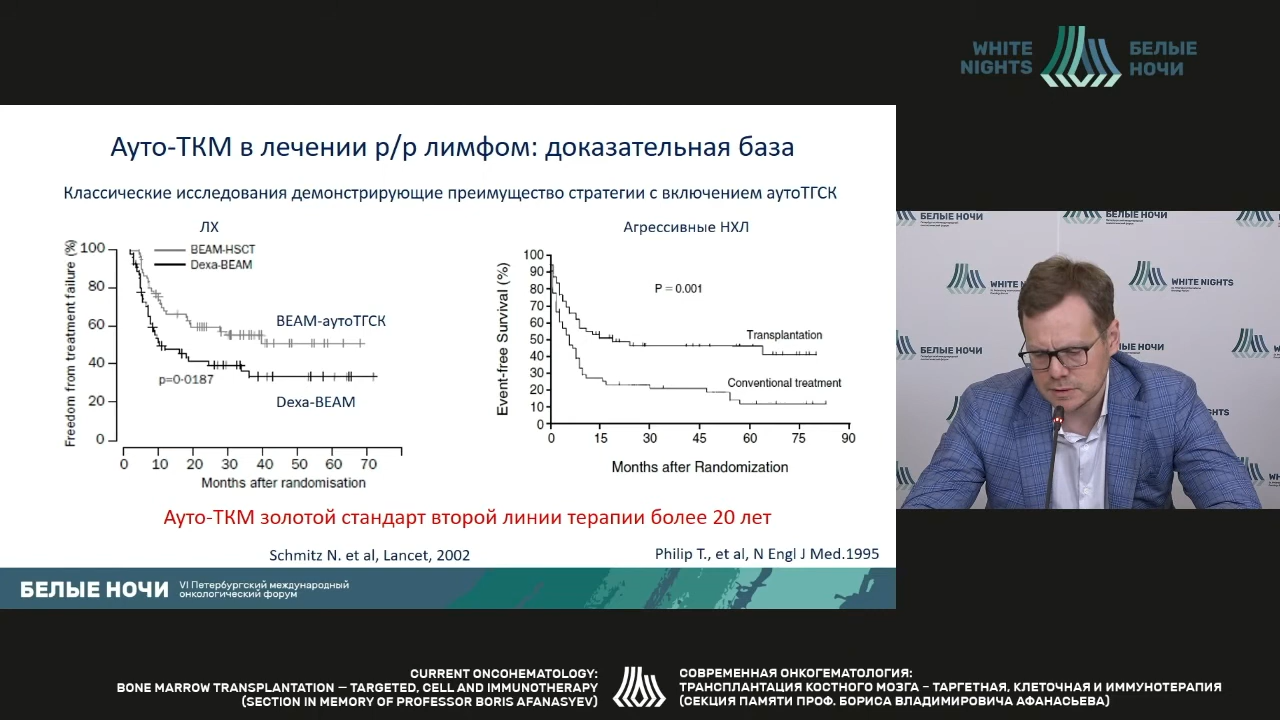 WHITE
NIGHTS
БЕЛЫЕ
НОЧИ
Ауто-ТКМ в лечении р/р лимфом: доказательная база
Классические исследования демонстрирующие преимущество стратегии с включением аутоТГСК
ЛХ
Freedom from treatment failure (%)
100
80
60
40
20
0
BEAM-HSCT
Dexa-BEAM
BEAM-аутоТГСК
p=0·0187
Dexa-BEAM
0 10 20 30 40 50 60 70
Months after randomisation
Агрессивные НХЛ
Event-free Survival (%)
100
90
80
70
60
50
40
30
20
10
0
P = 0.001
Transplantation
Conventional treatment
0 15 30 45 60 75 90
Months after Randomization
Ауто-ТКМ золотой стандарт второй линии терапии более 20 лет
Schmitz N. et al, Lancet, 2002
Philip T., et al, N Engl J Med.1995
БЕЛЫЕ НОЧИ
VI Петербургский международный
онкологический форум
БЕЛЫЕ НОЧИ
БЕЛЫЕ НОЧИ
WHITE NIGHTS
WHITE NIGHTS
БЕЛЫЕ НОЧИ
CURRENT ONCOHEMATOLOGY:
BONE MARROW TRANSPLANTATION – TARGETED, CELL AND IMMUNOTHERAPY
(SECTION IN MEMORY OF PROFESSOR BORIS AFANASYEV)
СОВРЕМЕННАЯ ОНКОГЕМАТОЛОГИЯ:
ТРАНСПЛАНТАЦИЯ КОСТНОГО МОЗГА – ТАРГЕТНАЯ, КЛЕТОЧНАЯ И ИММУНОТЕРАПИЯ
(СЕКЦИЯ ПАМЯТИ ПРОФ. БОРИСА ВЛАДИМИРОВИЧА АФАНАСЬЕВА)